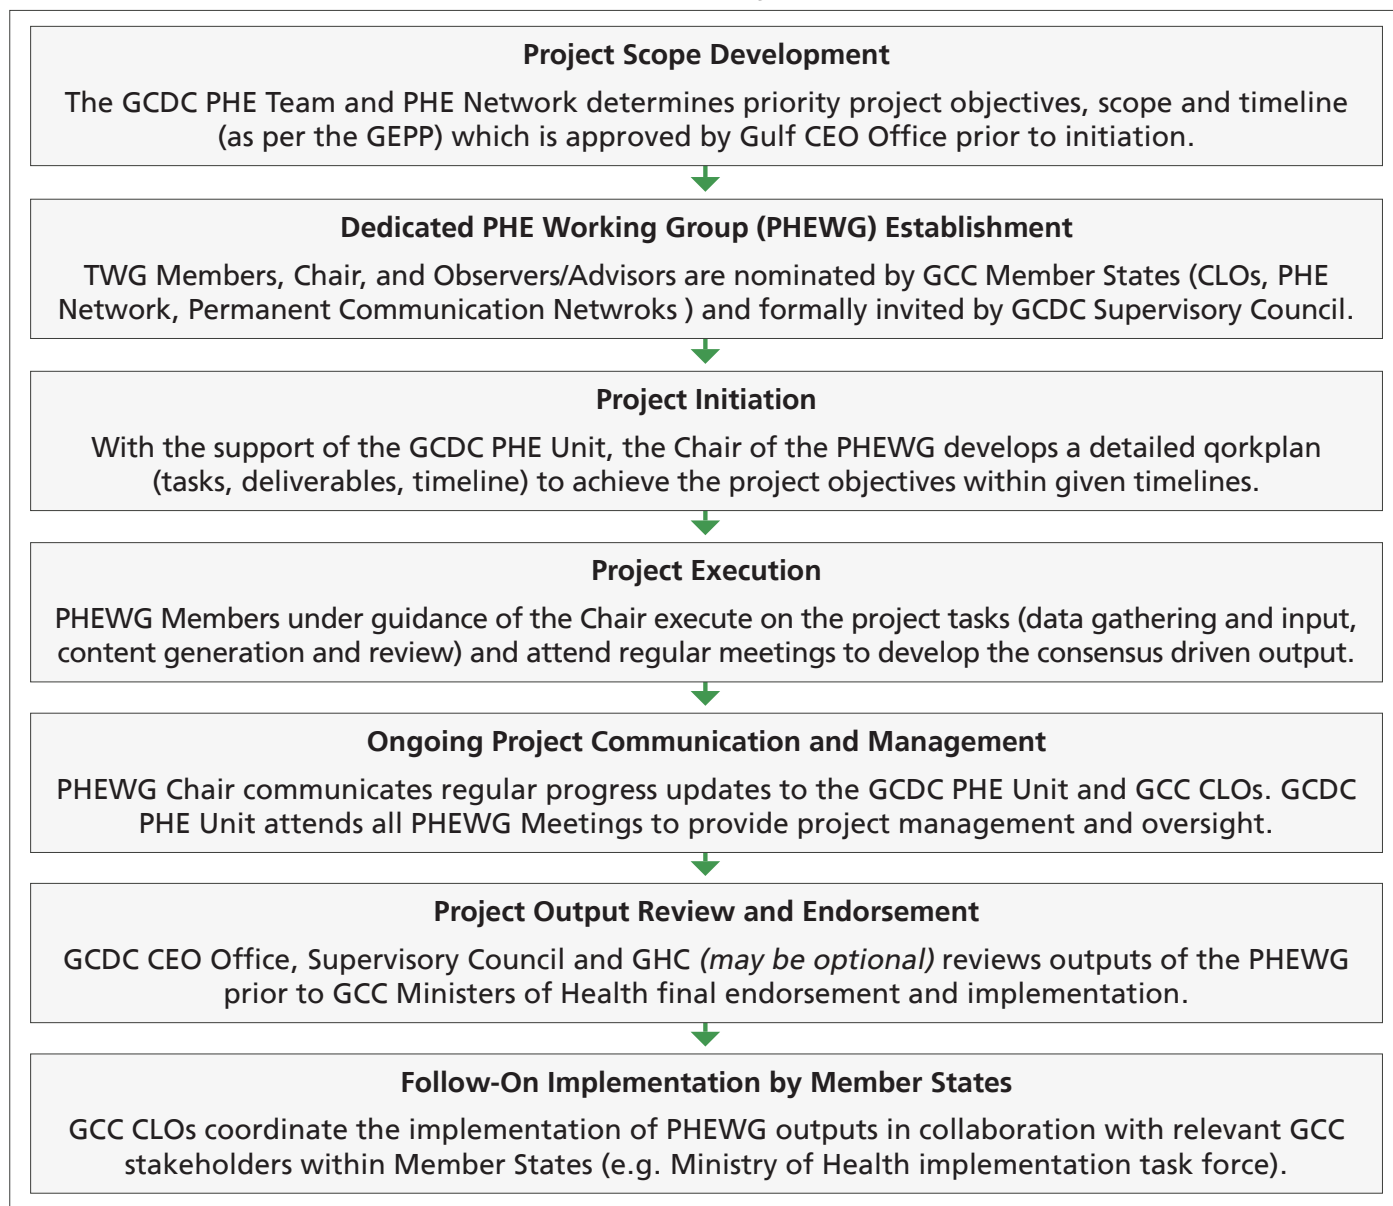 Project Scope Development
The GCDC PHE Team and PHE Network determines priority project objectives, scope and timeline
(as per the GEPP) which is approved by Gulf CEO Office prior to initiation.
Dedicated PHE Working Group (PHEWG) Establishment
TWG Members, Chair, and Observers/Advisors are nominated by GCC Member States (CLOs, PHE
Network, Permanent Communication Netwroks ) and formally invited by GCDC Supervisory Council.
Project Initiation
With the support of the GCDC PHE Unit, the Chair of the PHEWG develops a detailed qorkplan
(tasks, deliverables, timeline) to achieve the project objectives within given timelines.
Project Execution
PHEWG Members under guidance of the Chair execute on the project tasks (data gathering and input,
content generation and review) and attend regular meetings to develop the consensus driven output.
Ongoing Project Communication and Management
PHEWG Chair communicates regular progress updates to the GCDC PHE Unit and GCC CLOs. GCDC
PHE Unit attends all PHEWG Meetings to provide project management and oversight.
Project Output Review and Endorsement
GCDC CEO Office, Supervisory Council and GHC (may be optional) reviews outputs of the PHEWG
prior to GCC Ministers of Health final endorsement and implementation.
Follow-On Implementation by Member States
GCC CLOs coordinate the implementation of PHEWG outputs in collaboration with relevant GCC
stakeholders within Member States (e.g. Ministry of Health implementation task force).